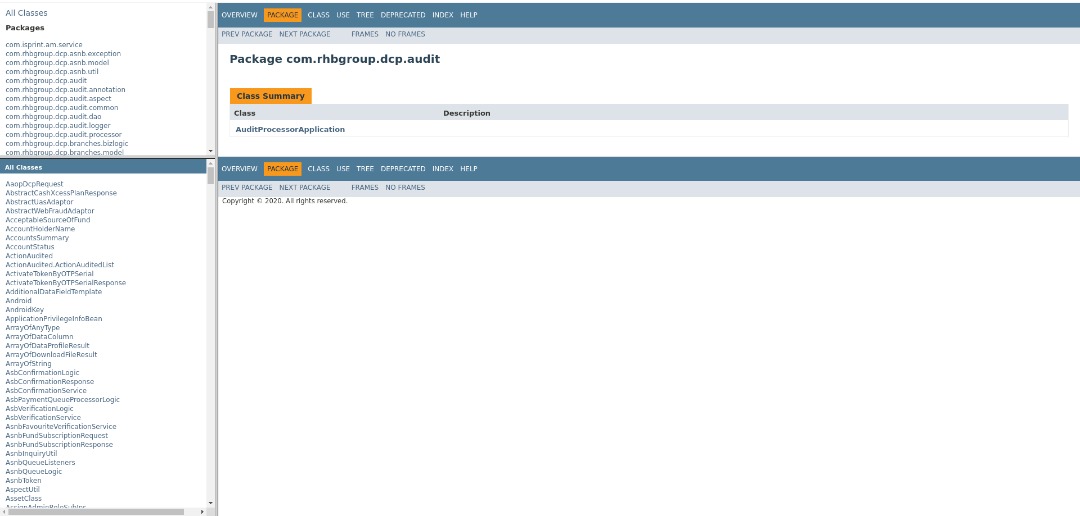 All Classes
Packages
com.isprint.am.service
com.rhbgroup.dcp.asnb.exception
com.rhbgroup.dcp.asnb.model
com.rhbgroup.dcp.asnb.util
com.rhbgroup.dcp.audit
com.rhbgroup.dcp.audit.annotation
com.rhbgroup.dcp.audit.aspect
com.rhbgroup.dcp.audit.common
com.rhbgroup.dcp.audit.dao
com.rhbgroup.dcp.audit.logger
com.rhbgroup.dcp.audit.processor
com.rhbgroup.dcp.branches.bizlogic
com.rhbgroup.dcp.branches.model
All Classes
AaopDcpRequest
AbstractCashXcessPlanResponse
AbstractUasAdaptor
AbstractWebFraudAdaptor
AcceptableSourceOfFund
AccountHolderName
AccountsSummary
AccountStatus
ActionAudited
ActionAudited.ActionAuditedList
ActivateTokenByOTPSerial
ActivateTokenByOTPSerialResponse
AdditionalDataFieldTemplate
Android
AndroidKey
ApplicationPrivilegeInfoBean
ArrayOfAnyType
ArrayOfDataColumn
ArrayOfDataProfileResult
ArrayOfDownloadFileResult
ArrayOfString
AsbConfirmationLogic
AsbConfirmationResponse
AsbConfirmationService
AsbPaymentQueueProcessorLogic
AsbVerificationLogic
AsbVerificationService
AsnbFavouriteVerificationService
AsnbFundSubscriptionRequest
AsnbFundSubscriptionResponse
AsnbInquiryUtil
AsnbQueueListeners
AsnbQueueLogic
AsnbToken
AspectUtil
AssetClass
OVERVIEW PACKAGE CLASS USE TREE DEPRECATED INDEX HELP
PREV PACKAGE NEXT PACKAGE FRAMES NO FRAMES
Package com.rhbgroup.dcp.audit
Class Summary
Class Description
AuditProcessorApplication
OVERVIEW PACKAGE CLASS USE TREE DEPRECATED INDEX HELP
PREV PACKAGE NEXT PACKAGE FRAMES NO FRAMES
Copyright © 2020. All rights reserved.